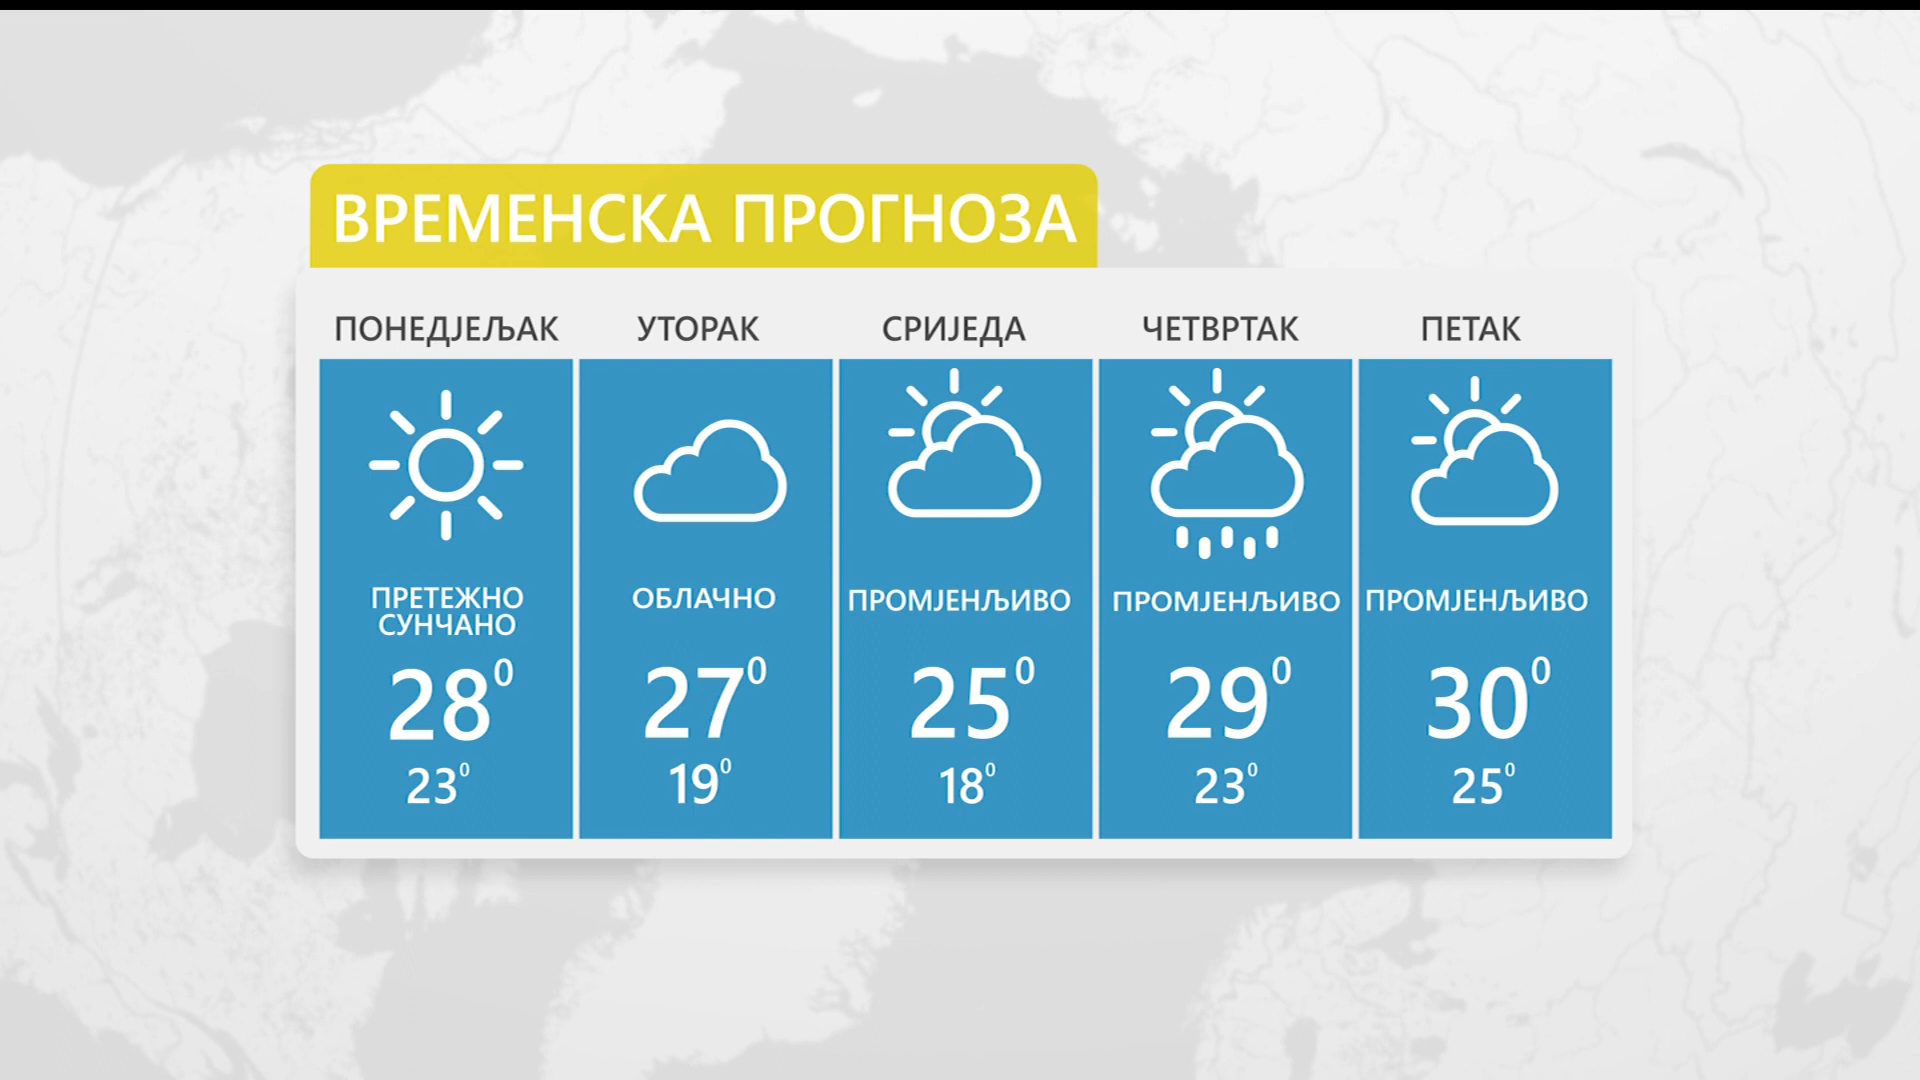 ВРЕМЕНСКА ПРОГНОЗА
ПОНЕДЈЕЉАК
УТОРАК
СРИЈЕДА
ЧЕТВРТАК
ПЕТАК
ПРЕТЕЖНО
СУНЧАНО
ОБЛАЧНО
ПРОМЈЕНЉИВО
ПРОМЈЕНЉИВО
ПРОМЈЕНЉИВО
28⁰
27⁰
25⁰
29⁰
30⁰
23⁰
19⁰
18⁰
23⁰
25⁰